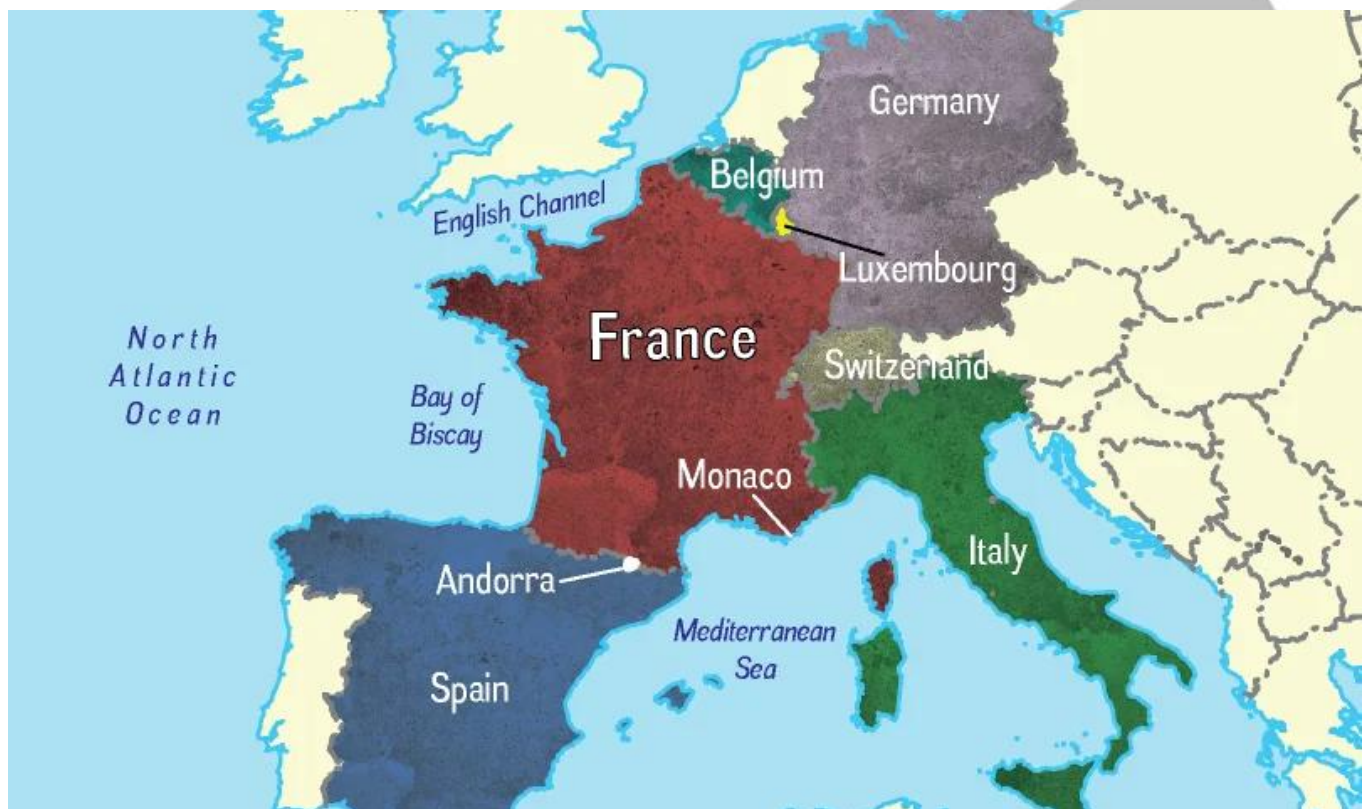 Germany
Belgium
English Channel
Luxembourg
France
North
Atlantic
Ocean
Switzerland
Bay of
Biscay
Monaco
Italy
Andorra
Mediterranean
Sea
Spain